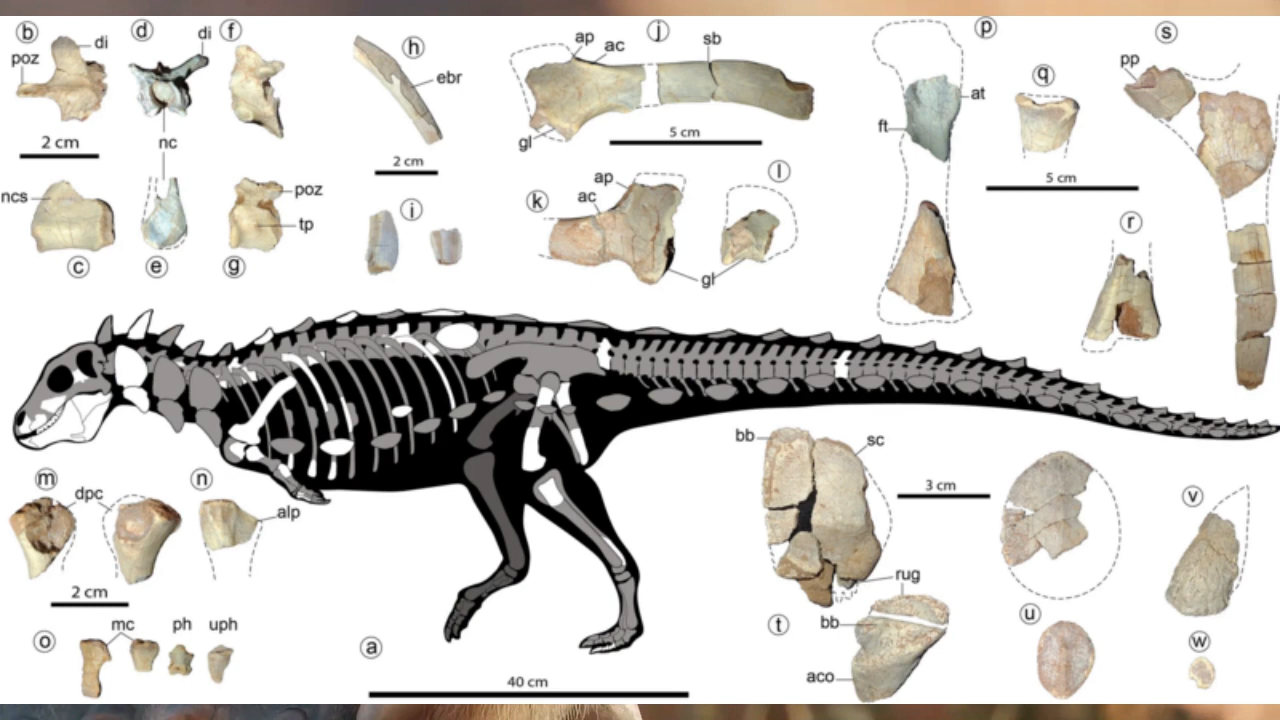 b
di
poz
2 cm
d
di
nc
f
ncs
c
e
poz
tp
g
h
ebr
2 cm
i
j
ap
ac
sb
gl
5 cm
k
ap
ac
gl
l
p
at
ft
q
5 cm
r
s
pp
m
dpc
n
alp
2 cm
o
mc
ph
uph
a
40 cm
bb
sc
3 cm
rug
t
bb
aco
u
v
w